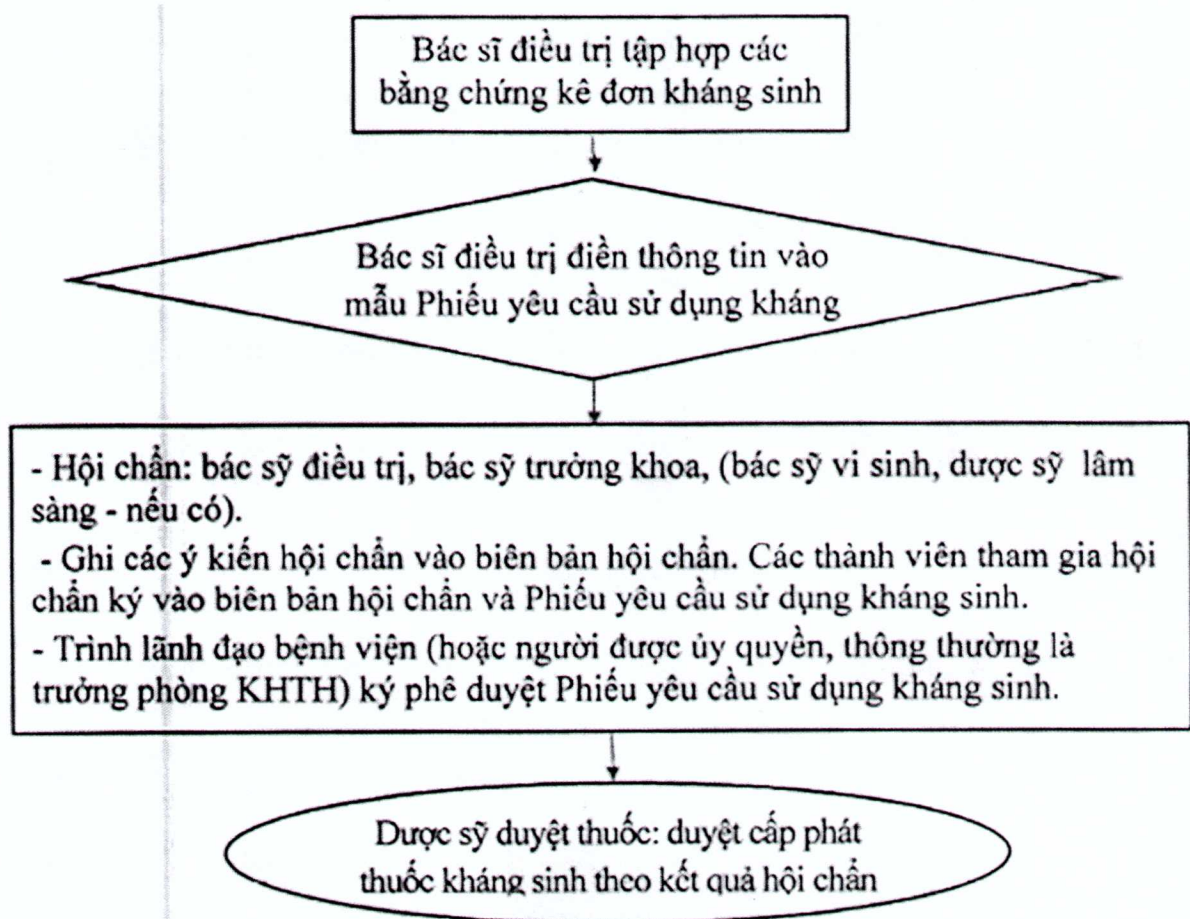 Bác sĩ điều trị tập hợp các
bằng chứng kê đơn kháng sinh
Bác sĩ điều trị điền thông tin vào
mẫu Phiếu yêu cầu sử dụng kháng
- Hội chẩn: bác sỹ điều trị, bác sỹ trưởng khoa, (bác sỹ vi sinh, dược sỹ lâm
sàng - nếu có).
- Ghi các ý kiến hội chẩn vào biên bản hội chẩn. Các thành viên tham gia hội
chẩn ký vào biên bản hội chẩn và Phiếu yêu cầu sử dụng kháng sinh.
- Trình lãnh đạo bệnh viện (hoặc người được ủy quyền, thông thường là
trưởng phòng KHTH) ký phê duyệt Phiếu yêu cầu sử dụng kháng sinh.
Dược sỹ duyệt thuốc: duyệt cấp phát
thuốc kháng sinh theo kết quả hội chẩn